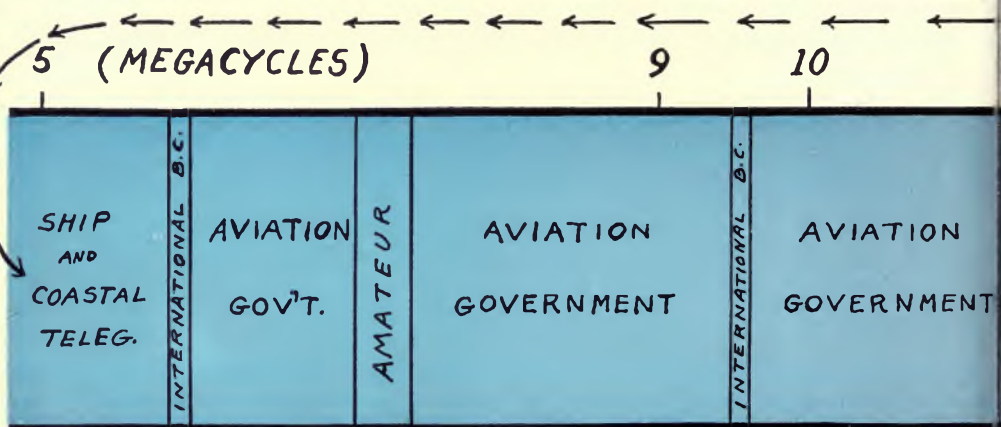 5 (MEGACYCLES) 9 10
SHIP
AND
COASTAL
TELEG.
INTERNATIONAL B.C.
AVIATION
GOV'T.
AMATEUR
AVIATION
GOVERNMENT
INTERNATIONAL B.C.
AVIATION
GOVERNMENT